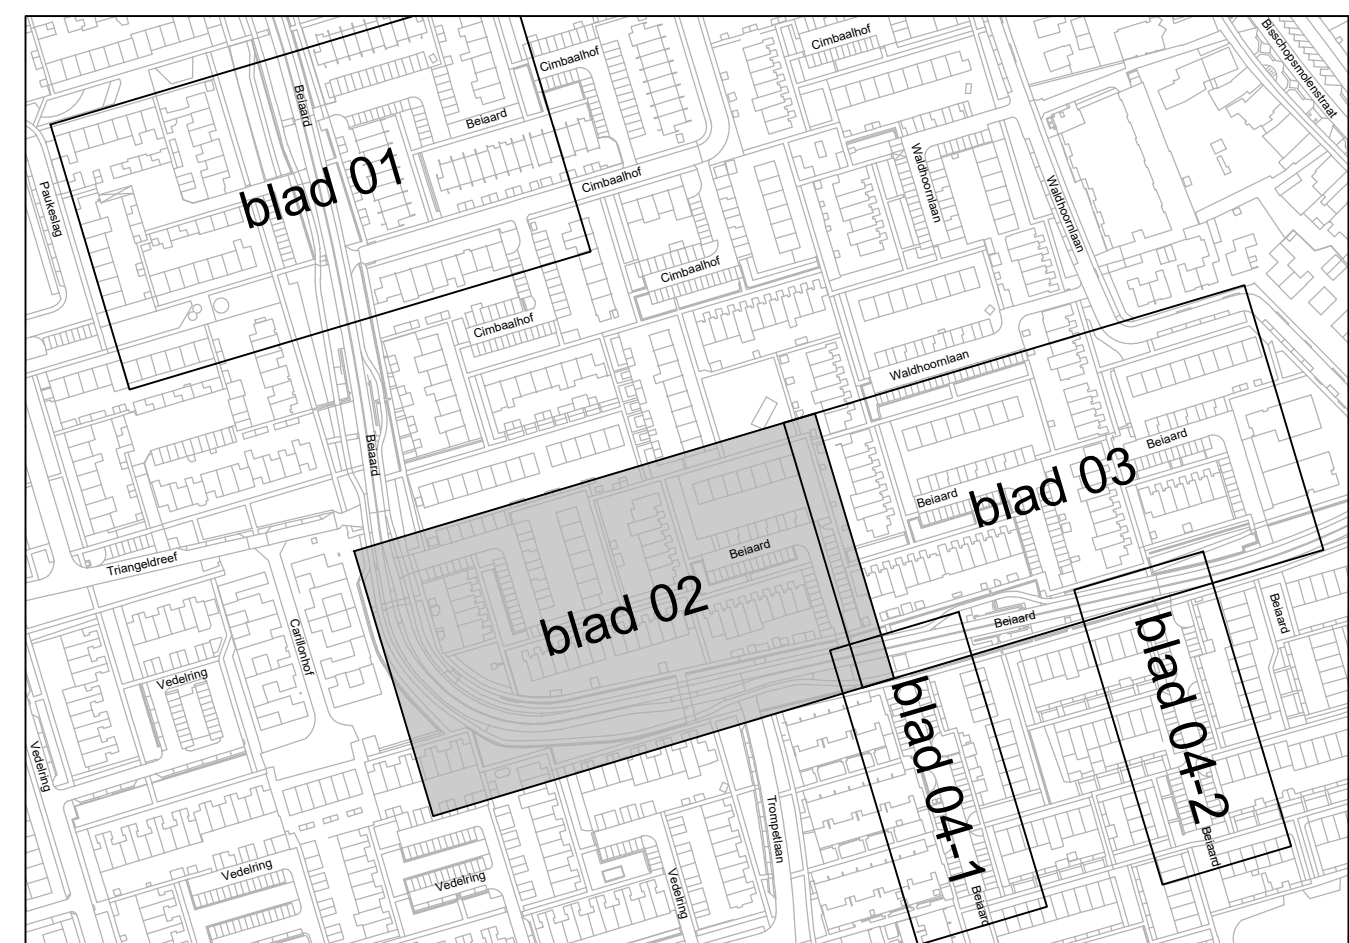 Cimbaalhof
Cimbaalhof
Bisschopsmolenstraat
Beiaard
Beiaard
blad 01
Cimbaalhof
Paukeslag
Waldhoornlaan
Waldhoornlaan
Cimbaalhof
Cimbaalhof
Waldhoornlaan
Beiaard
Beiaard
Beiaard
blad 03
Triangeldreef
Beiaard
blad 02
Carillonhof
Beiaard
Beiaard
Vedelring
blad 04-1
blad 04-2
Vedelring
Trompetlaan
Beiaard
Vedelring
Vedelring
Vedelring
Beiaard